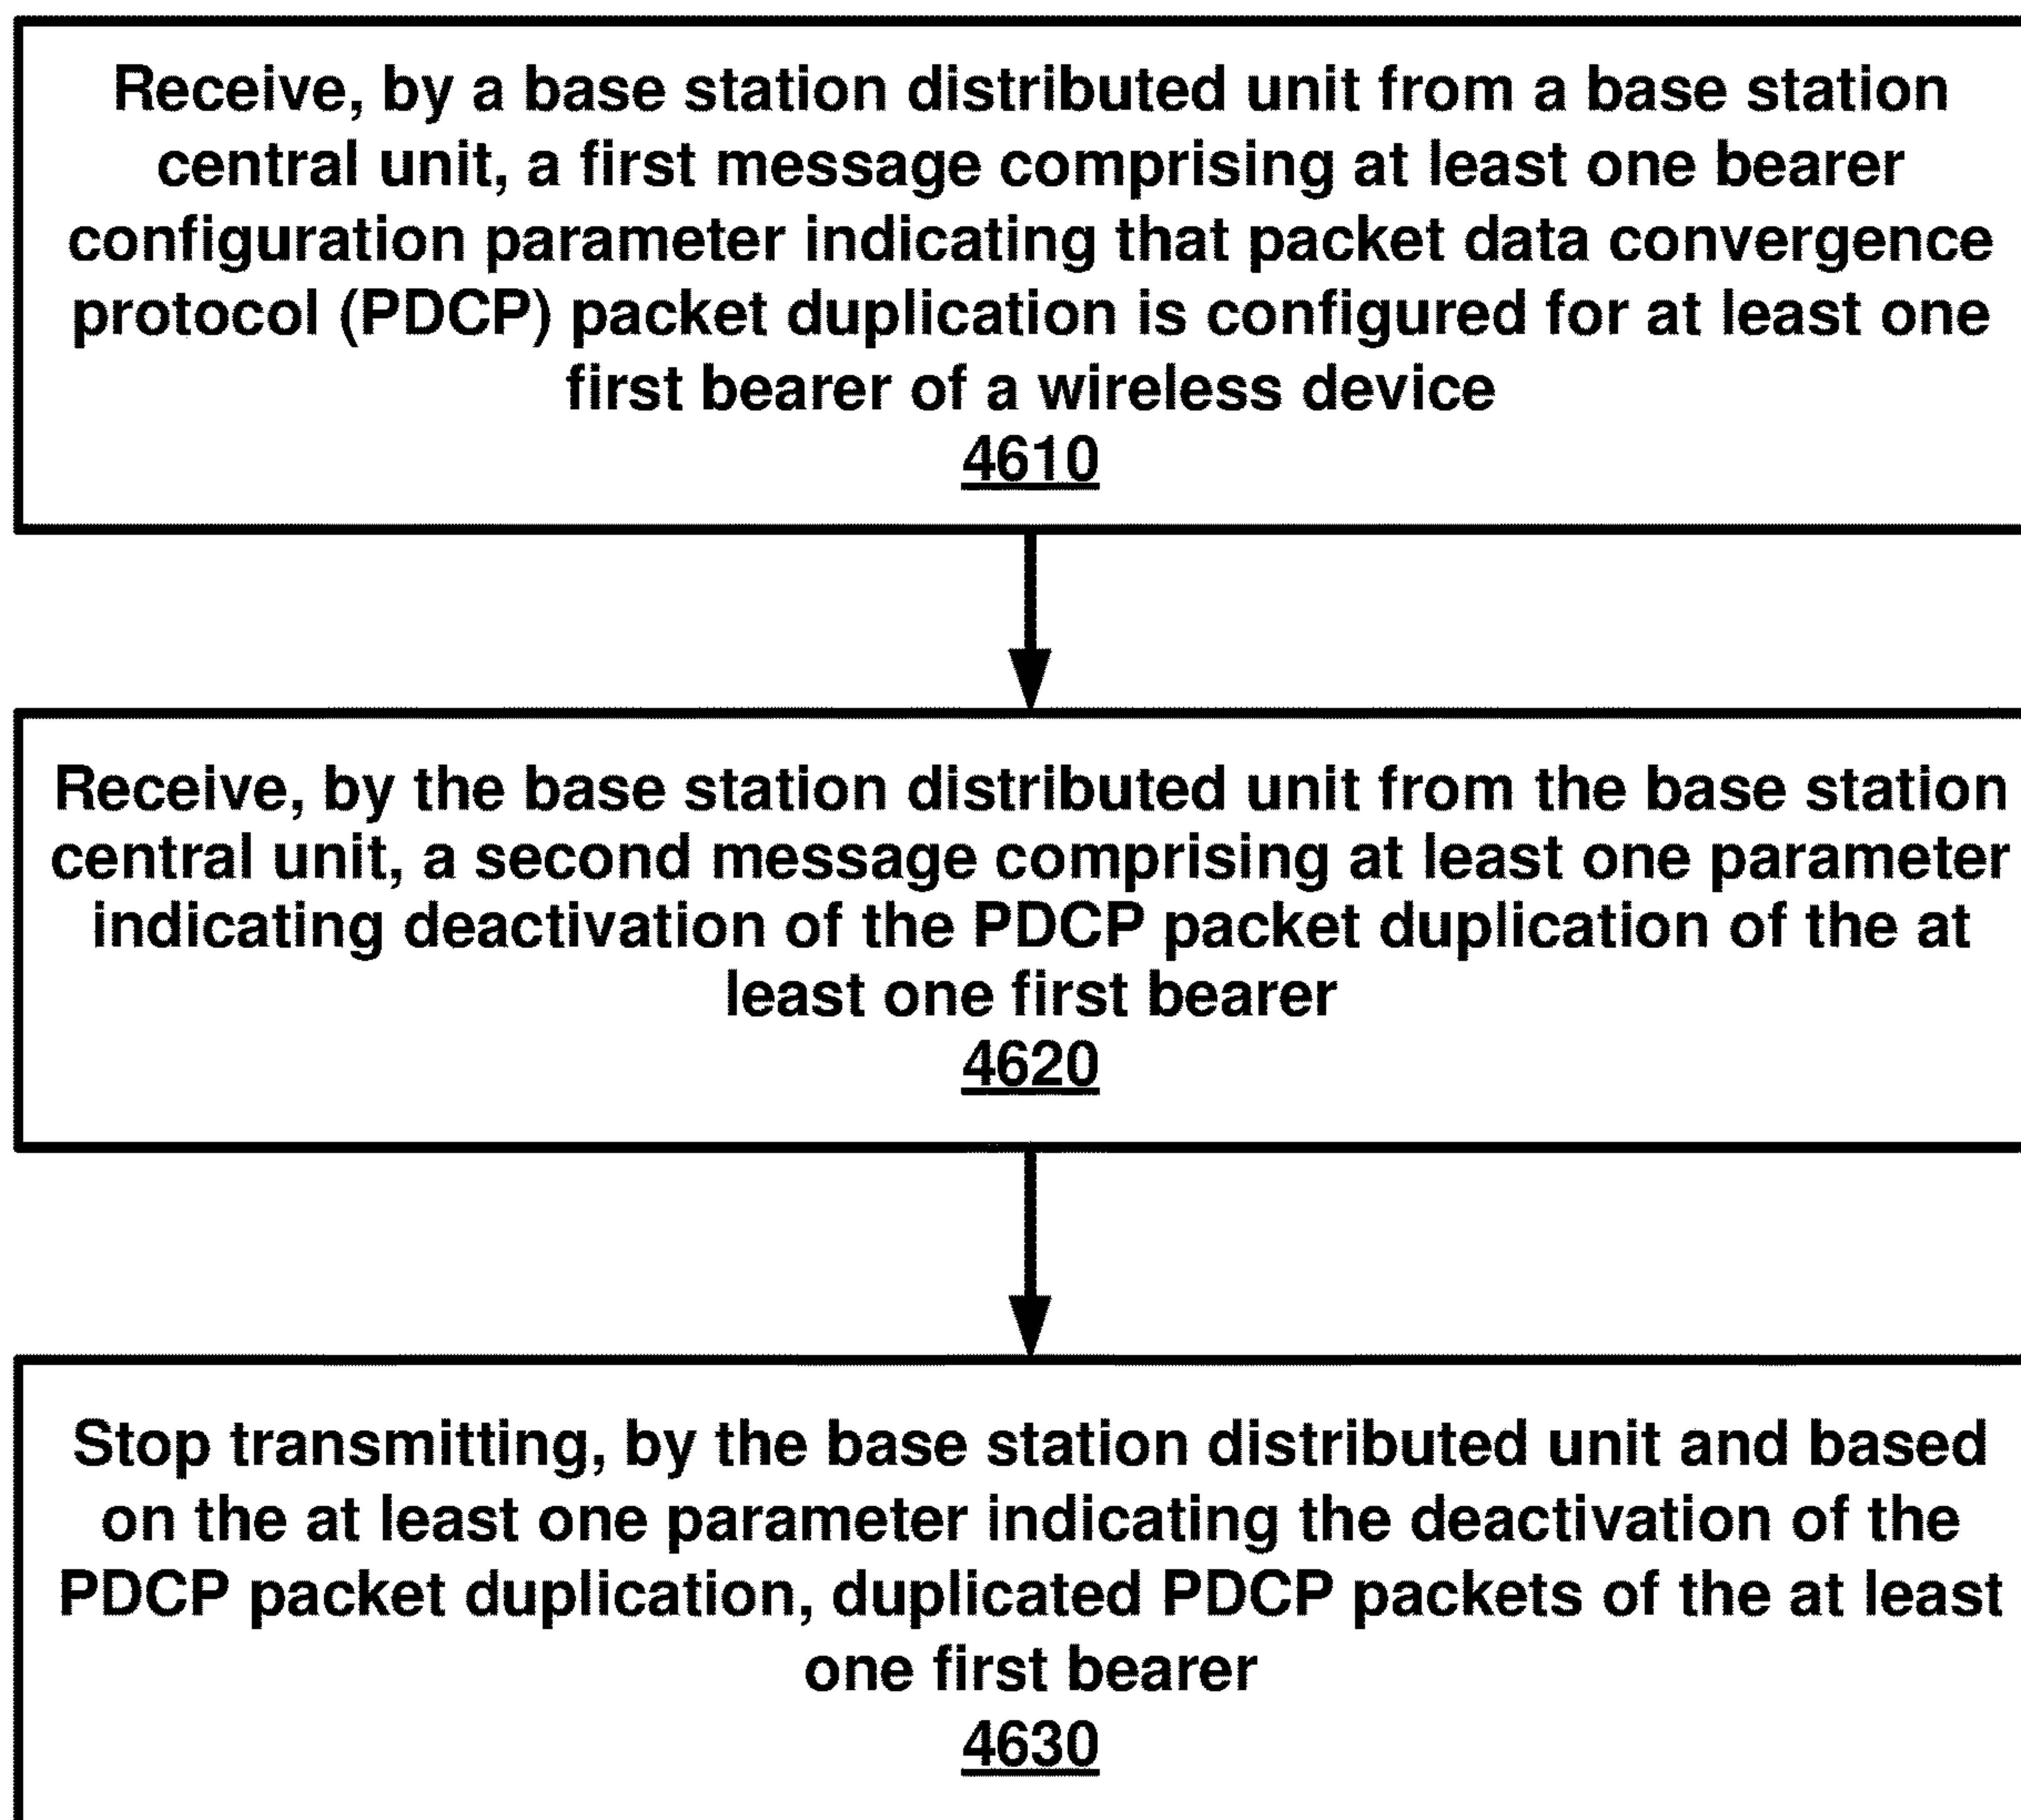 Receive, by a base station distributed unit from a base station
central unit, a first message comprising at least one bearer
configuration parameter indicating that packet data convergence
protocol (PDCP) packet duplication is configured for at least one
first bearer of a wireless device
4610
Receive, by the base station distributed unit from the base station
central unit, a second message comprising at least one parameter
indicating deactivation of the PDCP packet duplication of the at
least one first bearer
4620
Stop transmitting, by the base station distributed unit and based
on the at least one parameter indicating the deactivation of the
PDCP packet duplication, duplicated PDCP packets of the at least
one first bearer
4630